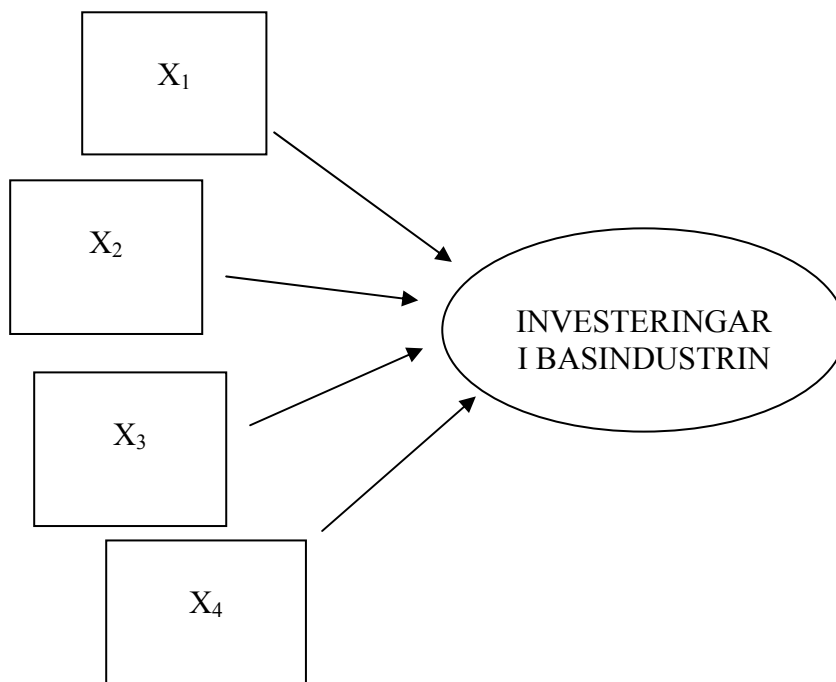 X₁
X₂
INVESTERINGAR
I BASINDUSTRIN
X₃
X₄